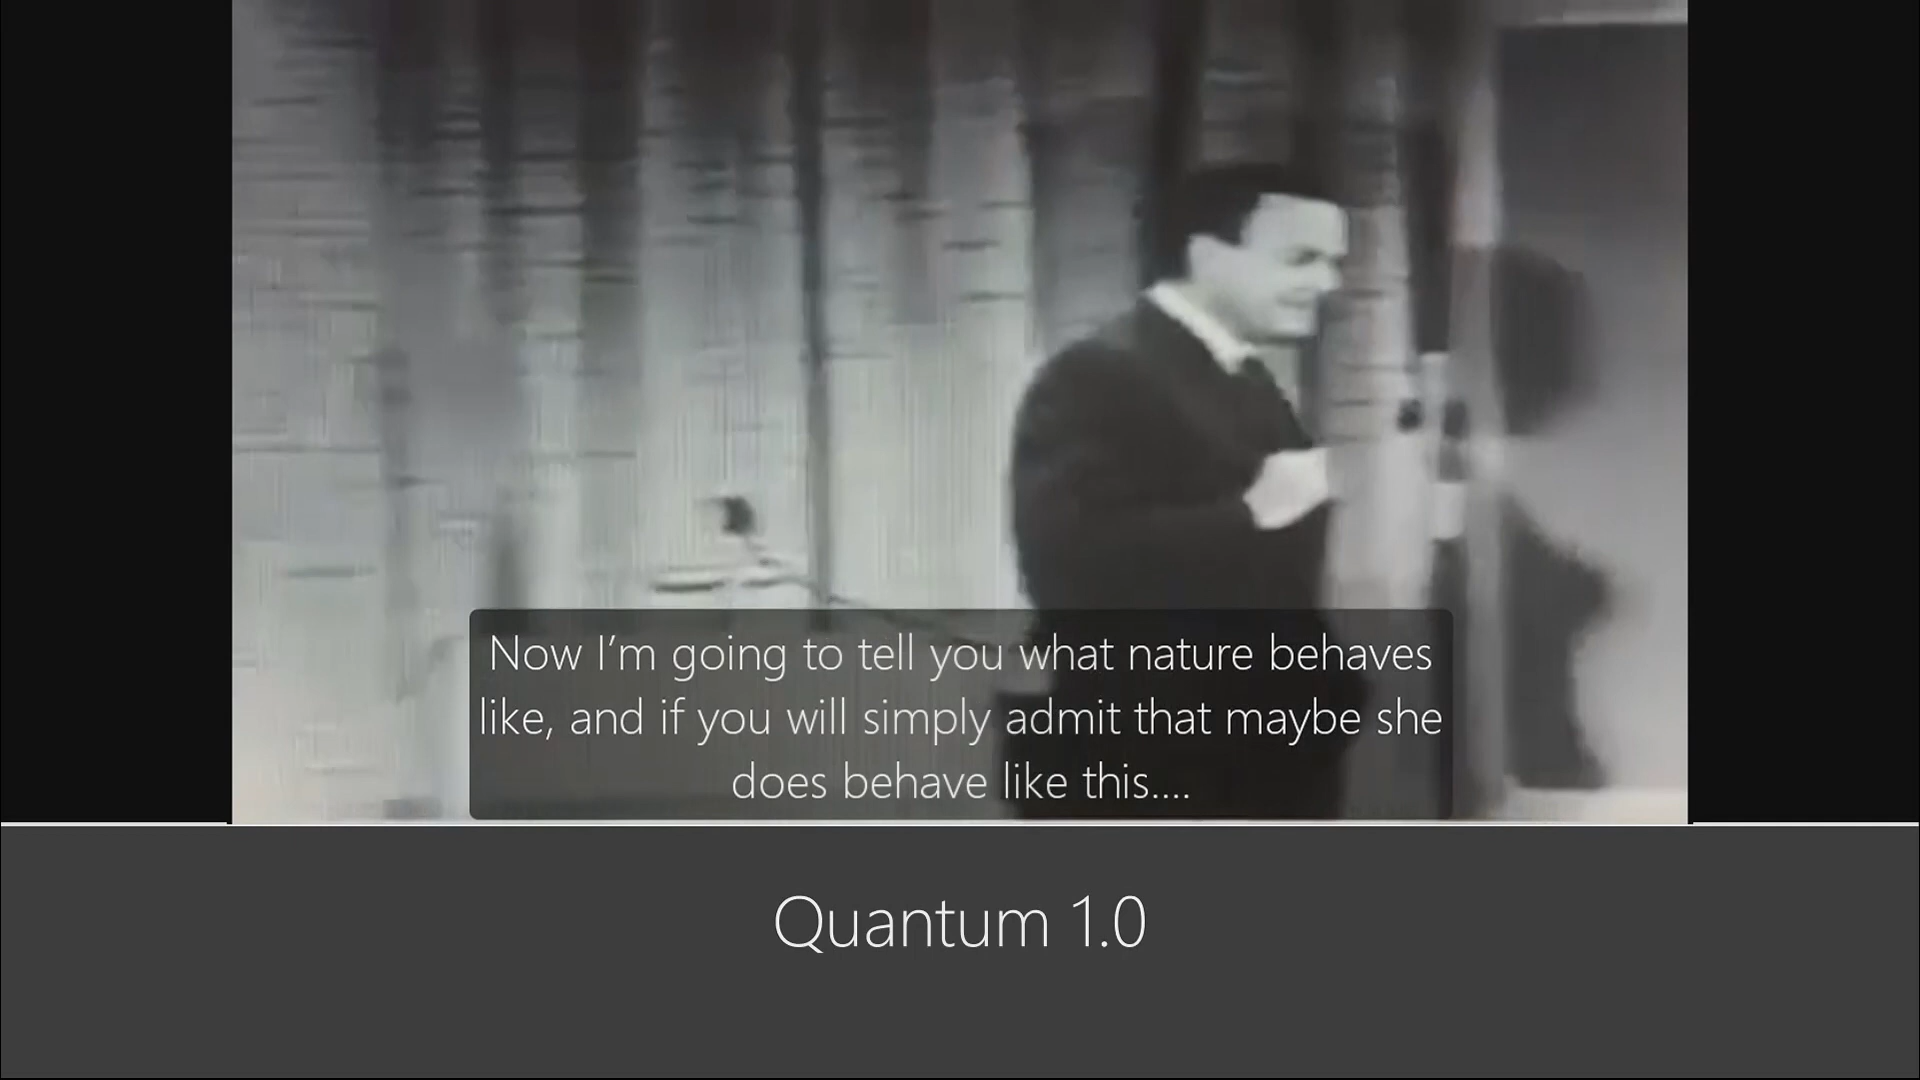 Now I’m going to tell you what nature behaves
like, and if you will simply admit that maybe she
does behave like this....
Quantum 1.0